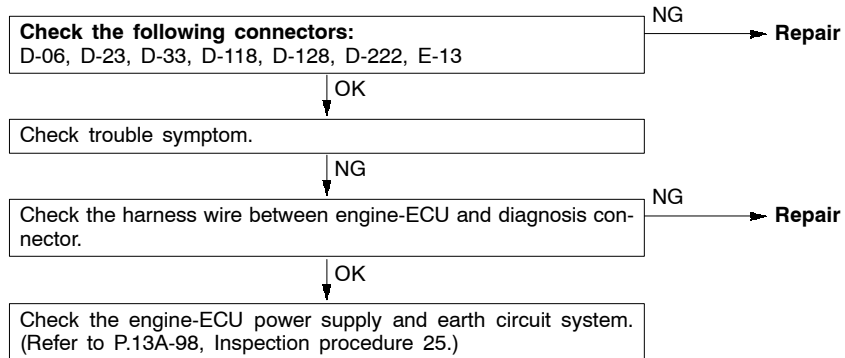 Check the following connectors:
NG
Repair
D-06, D-23, D-33, D-118, D-128, D-222, E-13
OK
Check trouble symptom.
NG
Check the harness wire between engine-ECU and diagnosis con-
nector.
NG
Repair
OK
Check the engine-ECU power supply and earth circuit system.
(Refer to P.13A-98, Inspection procedure 25.)